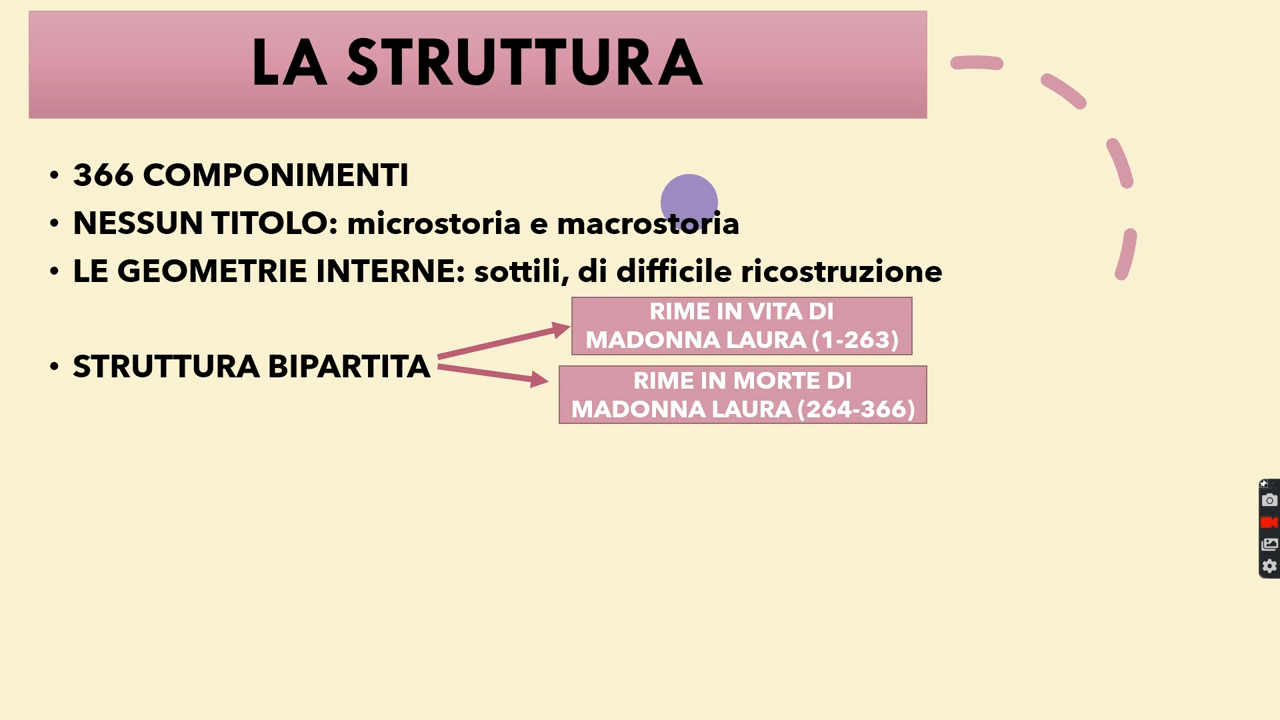 LA STRUTTURA
• 366 COMPONIMENTI
• NESSUN TITOLO: microstoria e macrostoria
• LE GEOMETRIE INTERNE: sottili, di difficile ricostruzione
• STRUTTURA BIPARTITA
RIME IN VITA DI
MADONNA LAURA (1-263)
RIME IN MORTE DI
MADONNA LAURA (264-366)